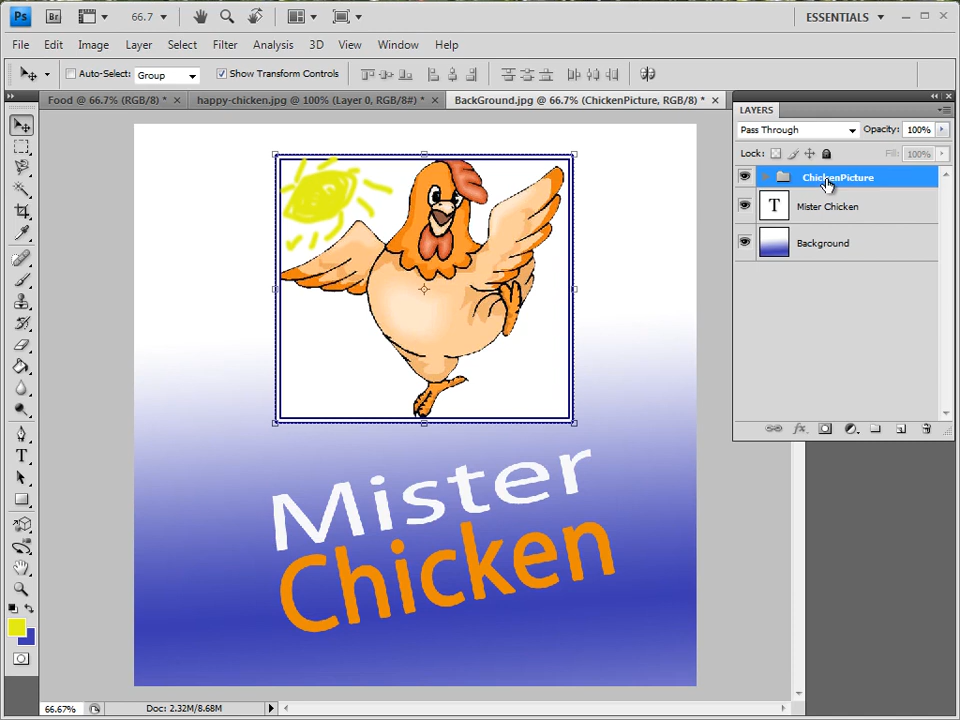 Ps Br 66.7 ESSENTIALS
File Edit Image Layer Select Filter Analysis 3D View Window Help
Auto-Select: Group Show Transform Controls
Food @ 66.7% (RGB/8) * × happy-chicken.jpg @ 100% (Layer 0, RGB/8#) * × BackGround.jpg @ 66.7% (ChickenPicture, RGB/8) * ×
LAYERS
Pass Through Opacity: 100%
Lock: Fill: 100%
ChickenPicture
T Mister Chicken
Background
Mister
Chicken
66.67% Doc: 2.32M/8.68M